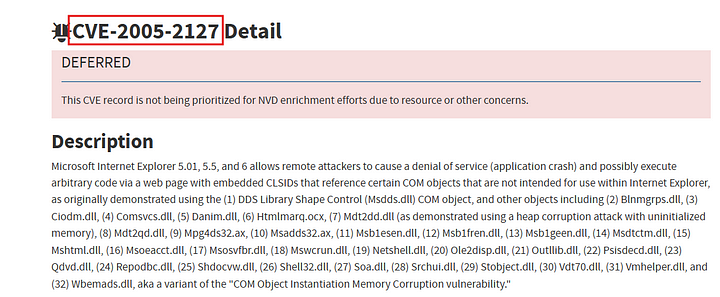 CVE-2005-2127 Detail
DEFERRED
This CVE record is not being prioritized for NVD enrichment efforts due to resource or other concerns.
Description
Microsoft Internet Explorer 5.01, 5.5, and 6 allows remote attackers to cause a denial of service (application crash) and possibly execute
arbitrary code via a web page with embedded CLSIDs that reference certain COM objects that are not intended for use within Internet Explorer,
as originally demonstrated using the (1) DDS Library Shape Control (Msdds.dll) COM object, and other objects including (2) Blnmgrps.dll, (3)
Ciodm.dll, (4) Comsvcs.dll, (5) Danim.dll, (6) Htmlmarq.ocx, (7) Mdt2dd.dll (as demonstrated using a heap corruption attack with uninitialized
memory), (8) Mdt2qd.dll, (9) Mpg4ds32.ax, (10) Msadds32.ax, (11) Msb1esen.dll, (12) Msb1fren.dll, (13) Msb1geen.dll, (14) Msdtctm.dll, (15)
Mshtml.dll, (16) Msoeacct.dll, (17) Msosvfbr.dll, (18) Mswcrun.dll, (19) Netshell.dll, (20) Ole2disp.dll, (21) Outllib.dll, (22) Psisdecd.dll, (23)
Qdvd.dll, (24) Repodbc.dll, (25) Shdocvw.dll, (26) Shell32.dll, (27) Soa.dll, (28) Srchui.dll, (29) Stobject.dll, (30) Vdt70.dll, (31) Vmhelper.dll, and
(32) Wbemads.dll, aka a variant of the "COM Object Instantiation Memory Corruption vulnerability."